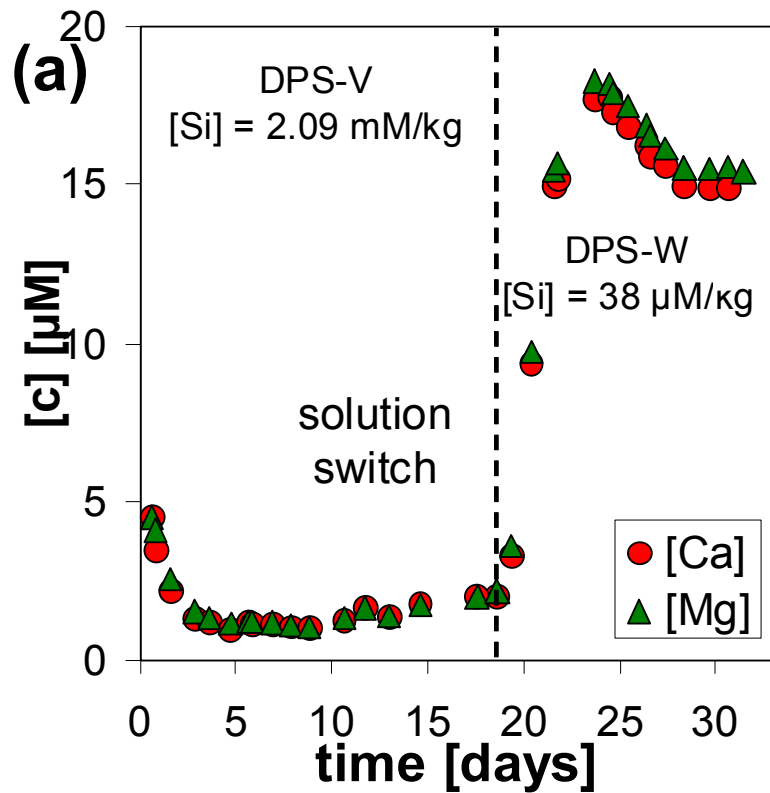 (a)
DPS-V
[Si] = 2.09 mM/kg
DPS-W
[Si] = 38 μM/κg
solution
switch
[Ca]
[Mg]
[c] [μM]
20
15
10
5
0
0 5 10 15 20 25 30
time [days]